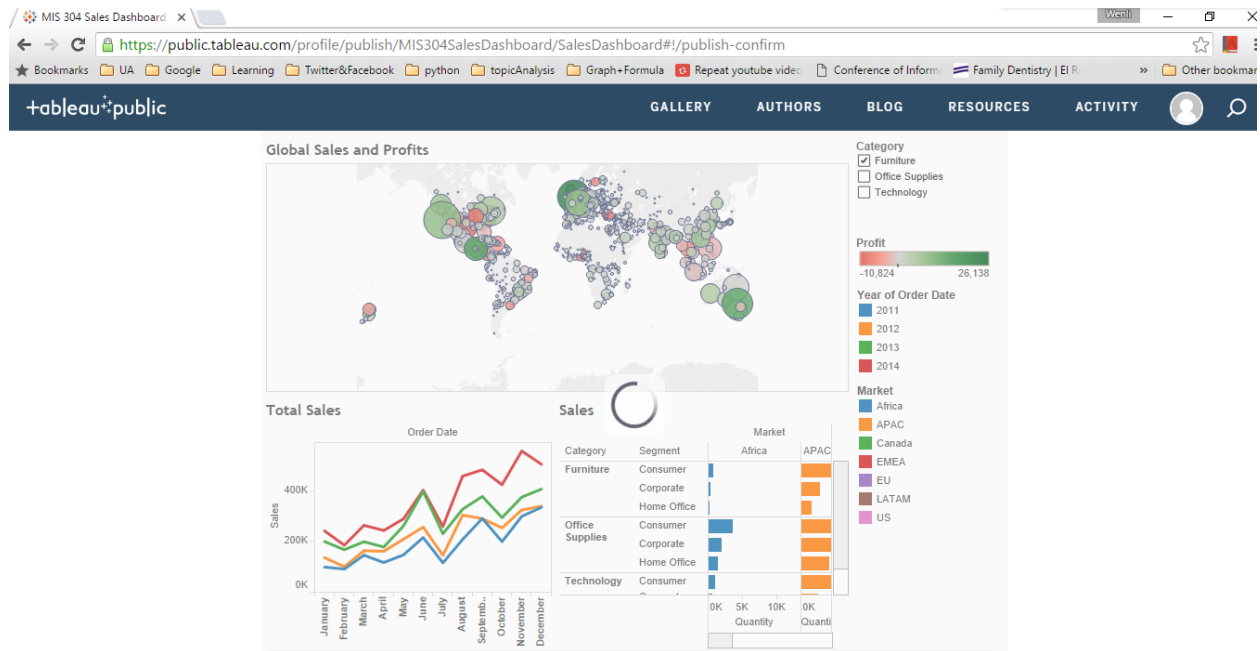 MIS 304 Sales Dashboard
Wenli
https://public.tableau.com/profile/publish/MIS304SalesDashboard/SalesDashboard#!/publish-confirm
Bookmarks UA Google Learning Twitter&Facebook python topicAnalysis Graph+Formula Repeat youtube video Conference of Inform Family Dentistry | El R » Other bookmar
+ableau public GALLERY AUTHORS BLOG RESOURCES ACTIVITY
Global Sales and Profits
Category
Furniture
Office Supplies
Technology
Profit
-10,824 26,138
Year of Order Date
2011
2012
2013
2014
Market
Africa
APAC
Canada
EMEA
EU
LATAM
US
Total Sales
Order Date
Sales
400K
200K
0K
January
February
March
April
May
June
July
August
Septemb..
October
November
December
Sales
Market
Category Segment Africa APAC
Furniture Consumer
Corporate
Home Office
Office Supplies Consumer
Corporate
Home Office
Technology Consumer
0K 5K 10K 0K
Quantity Quanti